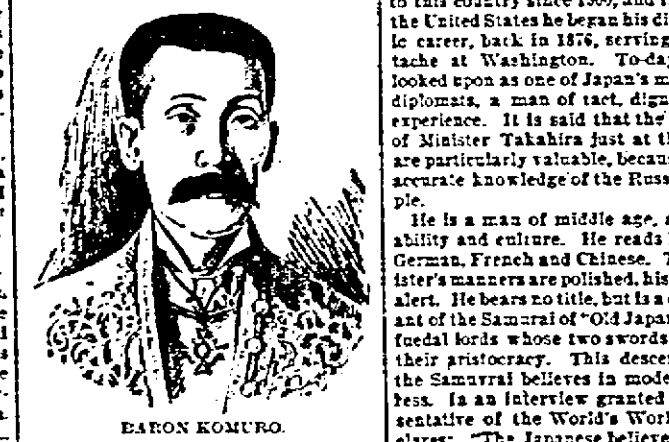 BARON KOMURO.
to this country since 1900, and
the United States he began his di
ic career, back in 1876, serving
tache at Washington. To-day
looked upon as one of Japan's m
diplomats, a man of tact, dign
experience. It is said that the
of Minister Takahira just at t
are particularly valuable, becau
accurate knowledge of the Russ
ple.
He is a man of middle age,
ability and culture. He reads
German, French and Chinese. T
ister's manners are polished, his
alert. He bears no title, but is a
ant of the Samurai of "Old Japan
fuedal lords whose two swords
their aristocracy. This desce
the Samurrai believes in mode
ress. In an interview granted
sentative of the World's Wor
clares: "The Japanese believe